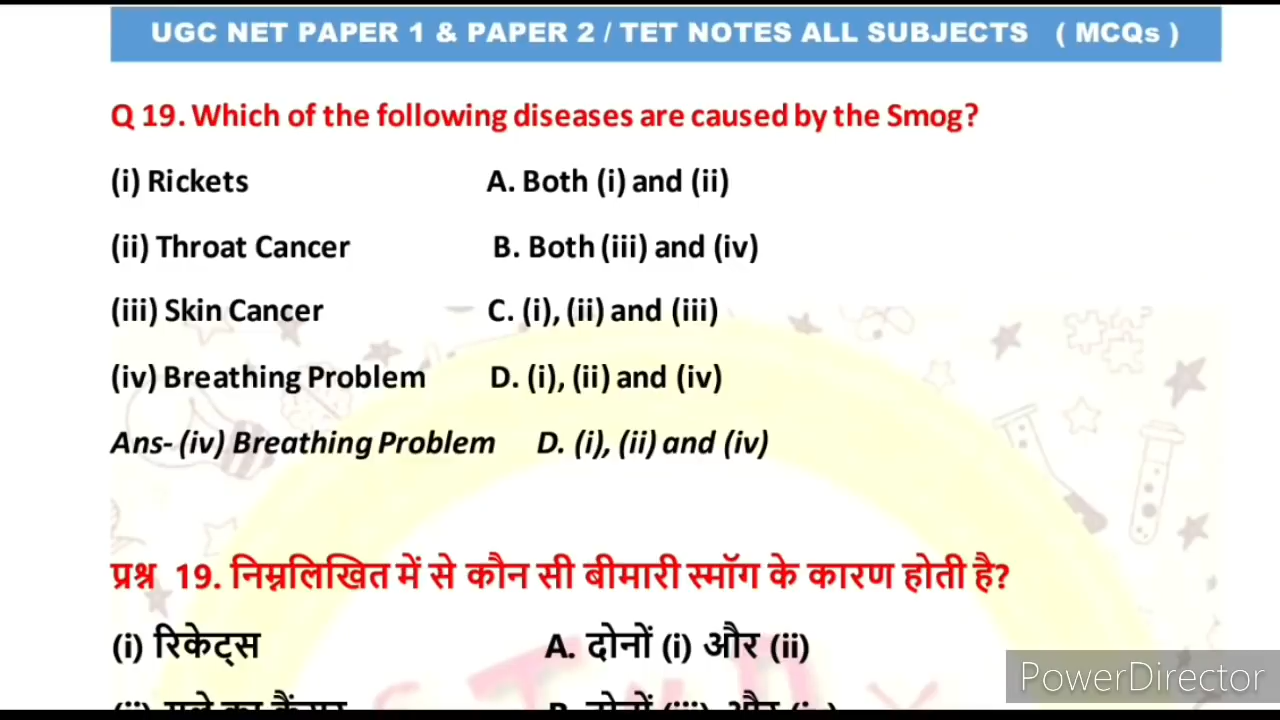 UGC NET PAPER 1 & PAPER 2 / TET NOTES ALL SUBJECTS ( MCQs )
Q 19. Which of the following diseases are caused by the Smog?
(i) Rickets A. Both (i) and (ii)
(ii) Throat Cancer B. Both (iii) and (iv)
(iii) Skin Cancer C. (i), (ii) and (iii)
(iv) Breathing Problem D. (i), (ii) and (iv)
Ans- (iv) Breathing Problem D. (i), (ii) and (iv)
प्रश्न 19. निम्नलिखित में से कौन सी बीमारी स्मॉग के कारण होती है?
(i) रिकेट्स A. दोनों (i) और (ii)
PowerDirector